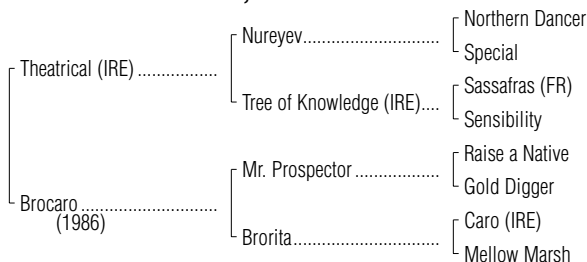 Northern Dancer
Nureyev
Special
Theatrical (IRE)
Sassafras (FR)
Tree of Knowledge (IRE)
Sensibility
Raise a Native
Mr. Prospector
Gold Digger
Brocaro
(1986)
Caro (IRE)
Brorita
Mellow Marsh